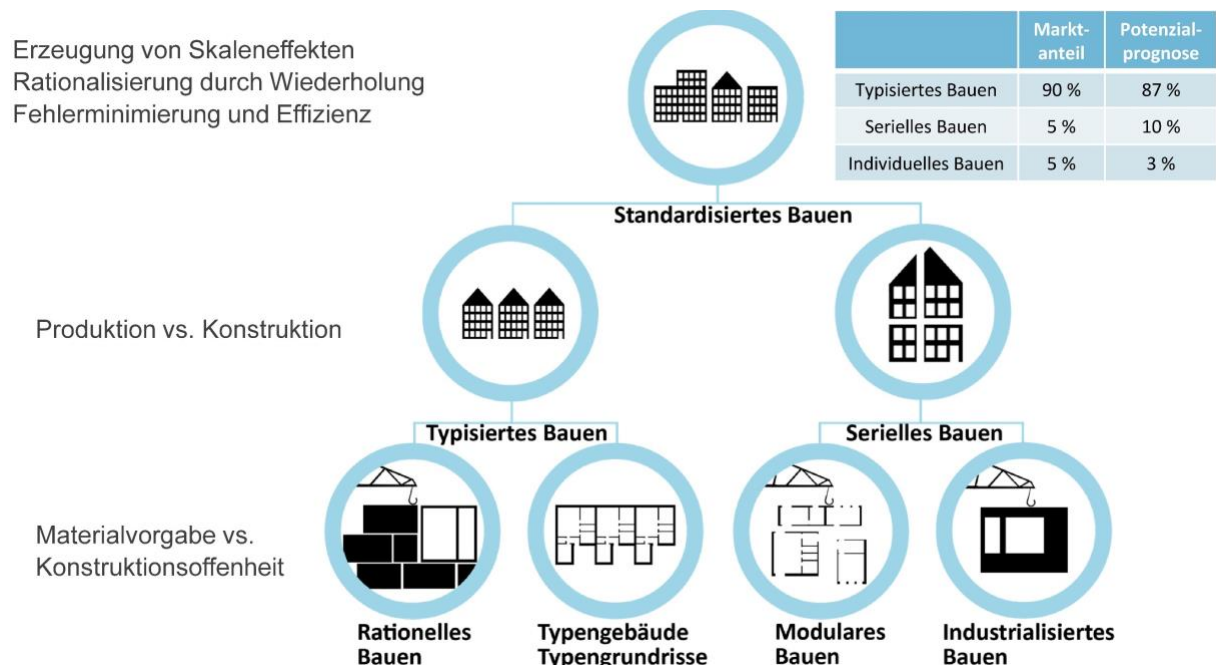 Erzeugung von Skaleneffekten
Rationalisierung durch Wiederholung
Fehlerminimierung und Effizienz
Markt-
anteil
Potenzial-
prognose
Typisiertes Bauen 90 % 87 %
Serielles Bauen 5 % 10 %
Individuelles Bauen 5 % 3 %
Standardisiertes Bauen
Produktion vs. Konstruktion
Typisiertes Bauen
Serielles Bauen
Materialvorgabe vs.
Konstruktionsoffenheit
Rationelles
Bauen
Typengebäude
Typengrundrisse
Modulares
Bauen
Industrialisiertes
Bauen